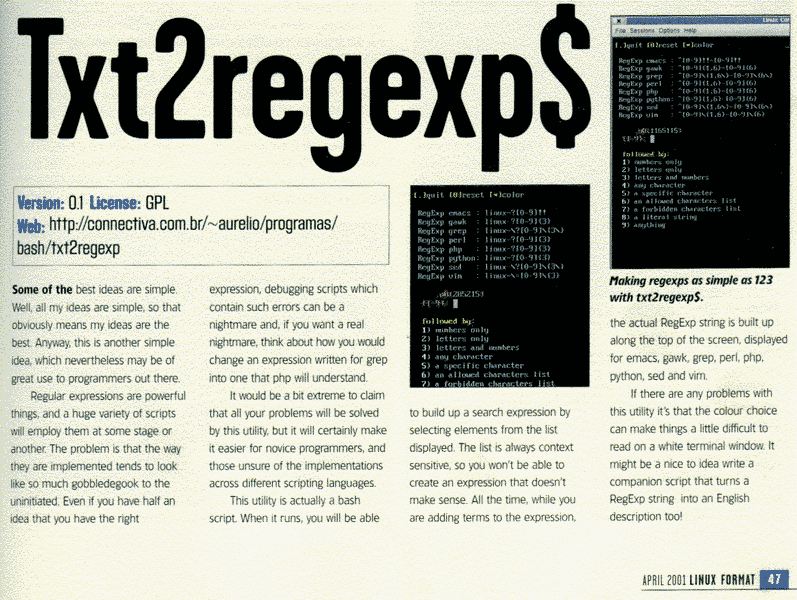 Txt2regexp$
Version: 0.1 License: GPL
Web: http://connectiva.com.br/~aurelio/programas/
bash/txt2regexp
Some of the best ideas are simple.
Well, all my ideas are simple, so that
obviously means my ideas are the
best. Anyway, this is another simple
idea, which nevertheless may be of
great use to programmers out there.
Regular expressions are powerful
things, and a huge variety of scripts
will employ them at some stage or
another. The problem is that the way
they are implemented tends to look
like so much gobbledegook to the
uninitiated. Even if you have half an
idea that you have the right
expression, debugging scripts which
contain such errors can be a
nightmare and, if you want a real
nightmare, think about how you would
change an expression written for grep
into one that php will understand.
It would be a bit extreme to claim
that all your problems will be solved
by this utility, but it will certainly make
it easier for novice programmers, and
those unsure of the implementations
across different scripting languages.
This utility is actually a bash
script. When it runs, you will be able
[.]quit [0]reset [*]color
RegExp emacs : linux-?[0-9]!!
RegExp gawk : linux-?[0-9]{3}
RegExp grep : linux-\?[0-9]\{3\}
RegExp perl : linux-?[0-9]{3}
RegExp php : linux-?[0-9]{3}
RegExp python: linux-?[0-9]{3}
RegExp sed : linux-\?[0-9]\{3\}
RegExp vim : linux-\=[0-9]\{3}
followed by:
1) numbers only
2) letters only
3) letters and numbers
4) any character
5) a specific character
6) an allowed characters list
7) a forbidden characters list
to build up a search expression by
selecting elements from the list
displayed. The list is always context
sensitive, so you won't be able to
create an expression that doesn't
make sense. All the time, while you
are adding terms to the expression,
File Sessions Options Help
[.]quit [0]reset [*]color
RegExp emacs : ^[0-9]!!-[0-9]!!
RegExp gawk : ^[0-9]{1,6}-[0-9]{6}
RegExp grep : ^[0-9]\{1,6\}-[0-9]\{6\}
RegExp perl : ^[0-9]{1,6}-[0-9]{6}
RegExp php : ^[0-9]{1,6}-[0-9]{6}
RegExp python: ^[0-9]{1,6}-[0-9]{6}
RegExp sed : ^[0-9]\{1,6\}-[0-9]\{6\}
RegExp vim : ^[0-9]\{1,6}-[0-9]\{6}
followed by:
1) numbers only
2) letters only
3) letters and numbers
4) any character
5) a specific character
6) an allowed characters list
7) a forbidden characters list
8) a literal string
9) anything
Making regexps as simple as 123
with txt2regexp$.
the actual RegExp string is built up
along the top of the screen, displayed
for emacs, gawk, grep, perl, php,
python, sed and vim.
If there are any problems with
this utility it's that the colour choice
can make things a little difficult to
read on a white terminal window. It
might be a nice to idea write a
companion script that turns a
RegExp string into an English
description too!
APRIL 2001 LINUX FORMAT 47